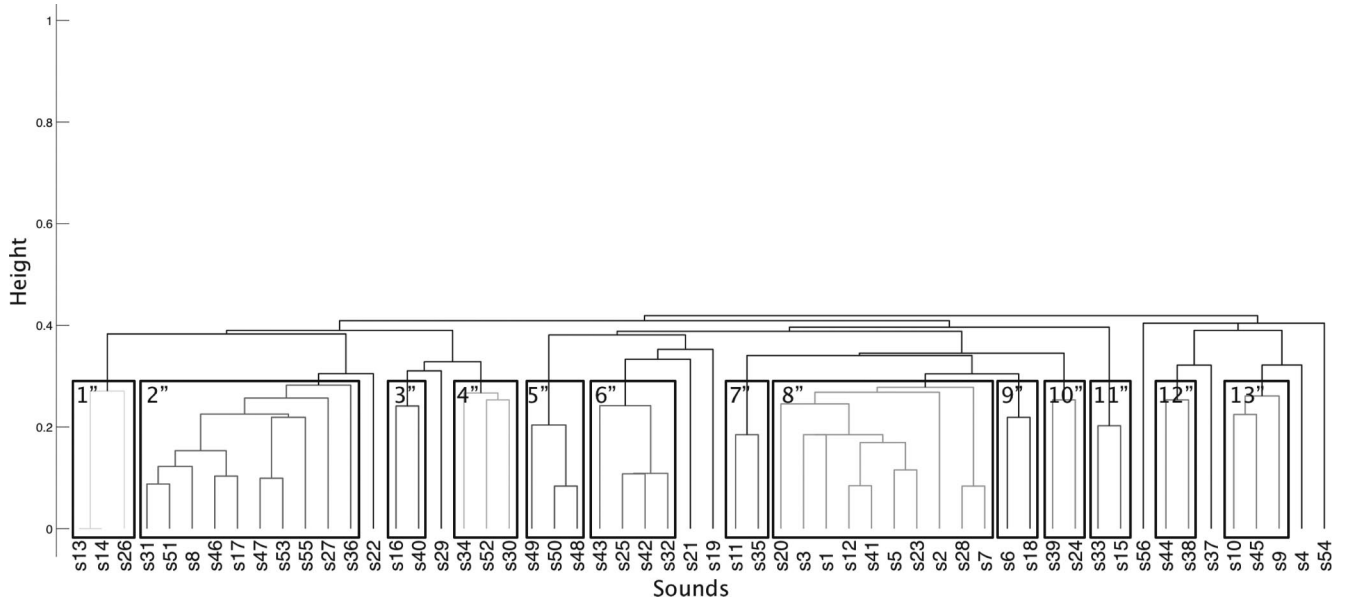 1
0.8
0.6
0.4
0.2
0
Height
1” 2” 3” 4” 5” 6” 7” 8” 9” 10” 11” 12” 13”
s13 s14 s26 s31 s51 s8 s46 s17 s47 s53 s55 s27 s36 s22 s16 s40 s29 s34 s52 s30 s49 s50 s48 s43 s25 s42 s32 s21 s19 s11 s35 s20 s3 s1 s12 s41 s5 s23 s2 s28 s7 s6 s18 s39 s24 s33 s15 s56 s44 s38 s37 s10 s45 s9 s4 s54
Sounds